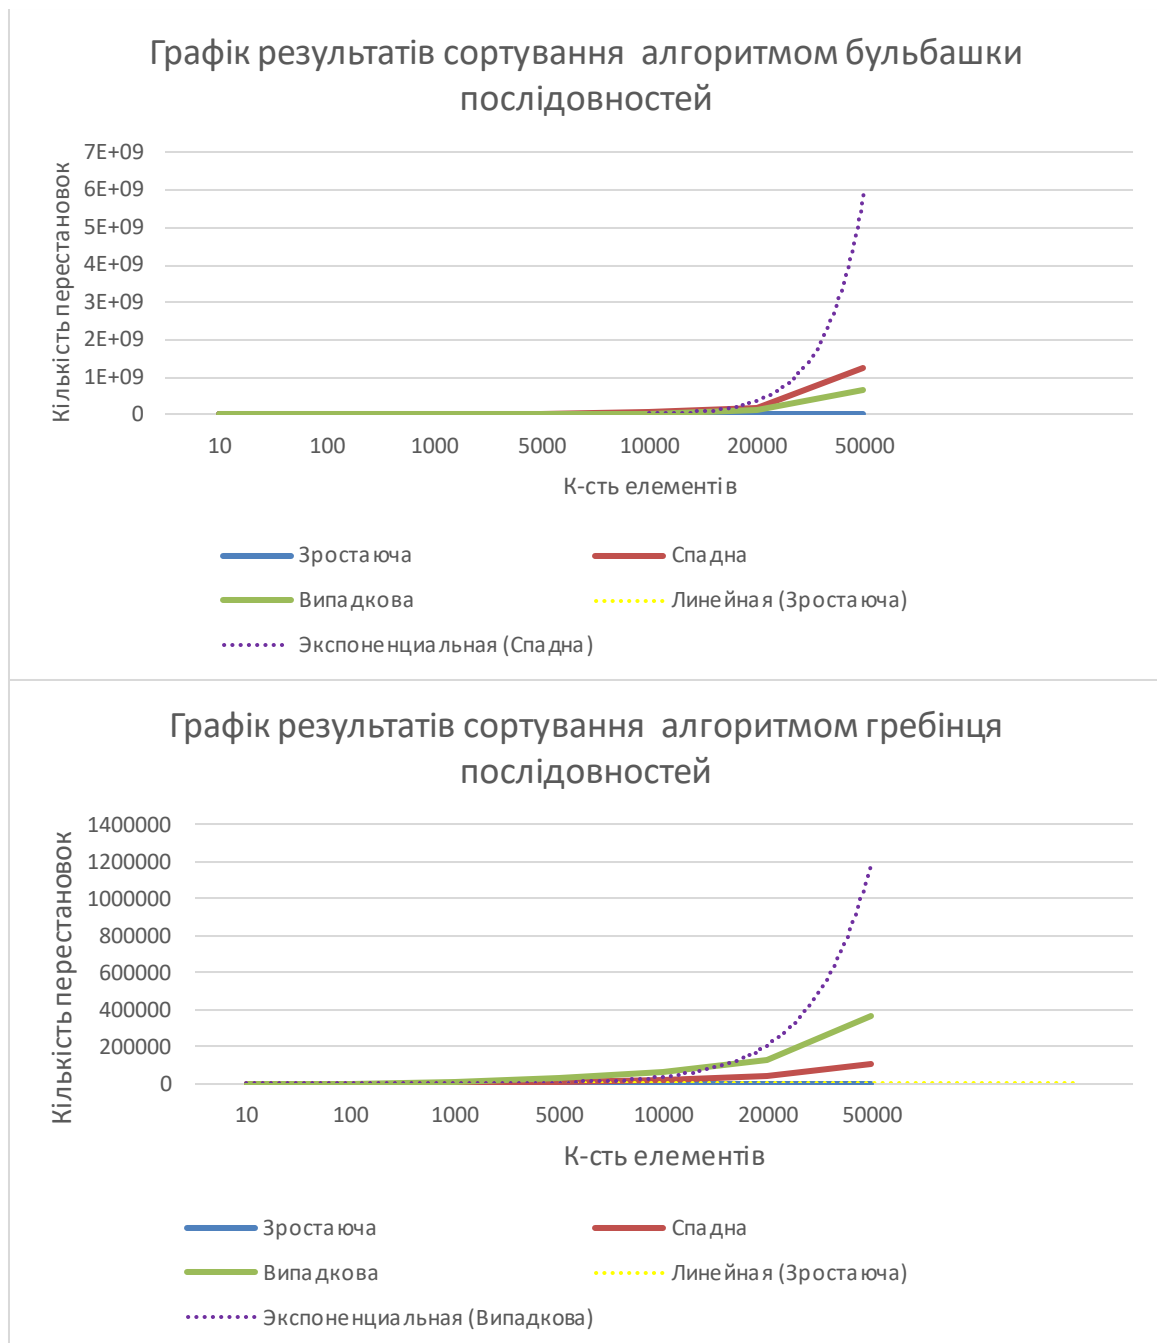 Графік результатів сортування алгоритмом бульбашки
послідовностей
Кількість перестановок
7E+09
6E+09
5E+09
4E+09
3E+09
2E+09
1E+09
0
10 100 1000 5000 10000 20000 50000
К-сть елементів
Зростаюча Спадна
Випадкова Линейная (Зростаюча)
Экспоненциальная (Спадна)
Графік результатів сортування алгоритмом гребінця
послідовностей
Кількість перестановок
1400000
1200000
1000000
800000
600000
400000
200000
0
10 100 1000 5000 10000 20000 50000
К-сть елементів
Зростаюча Спадна
Випадкова Линейная (Зростаюча)
Экспоненциальная (Випадкова)